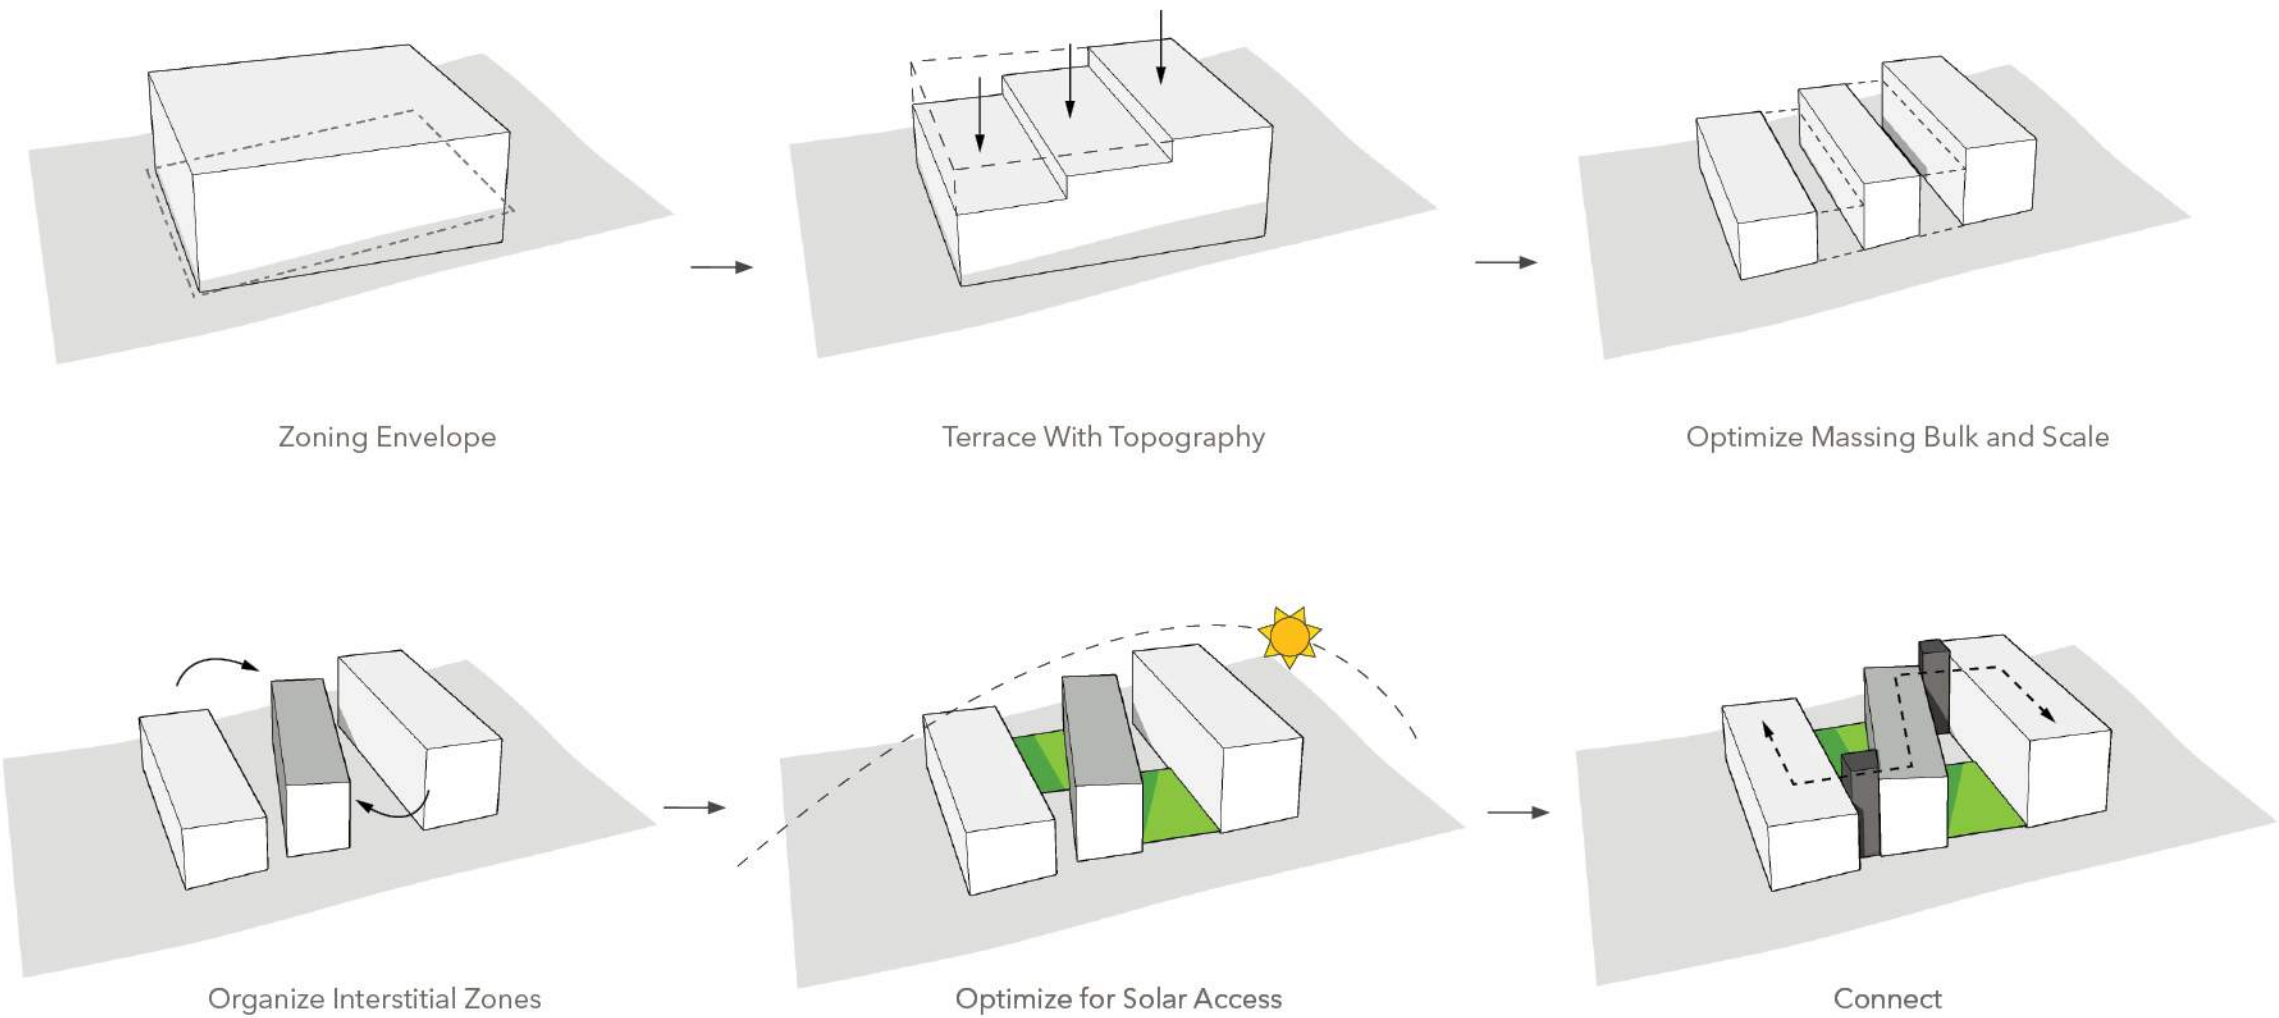 Zoning Envelope
Terrace With Topography
Optimize Massing Bulk and Scale
Organize Interstitial Zones
Optimize for Solar Access
Connect